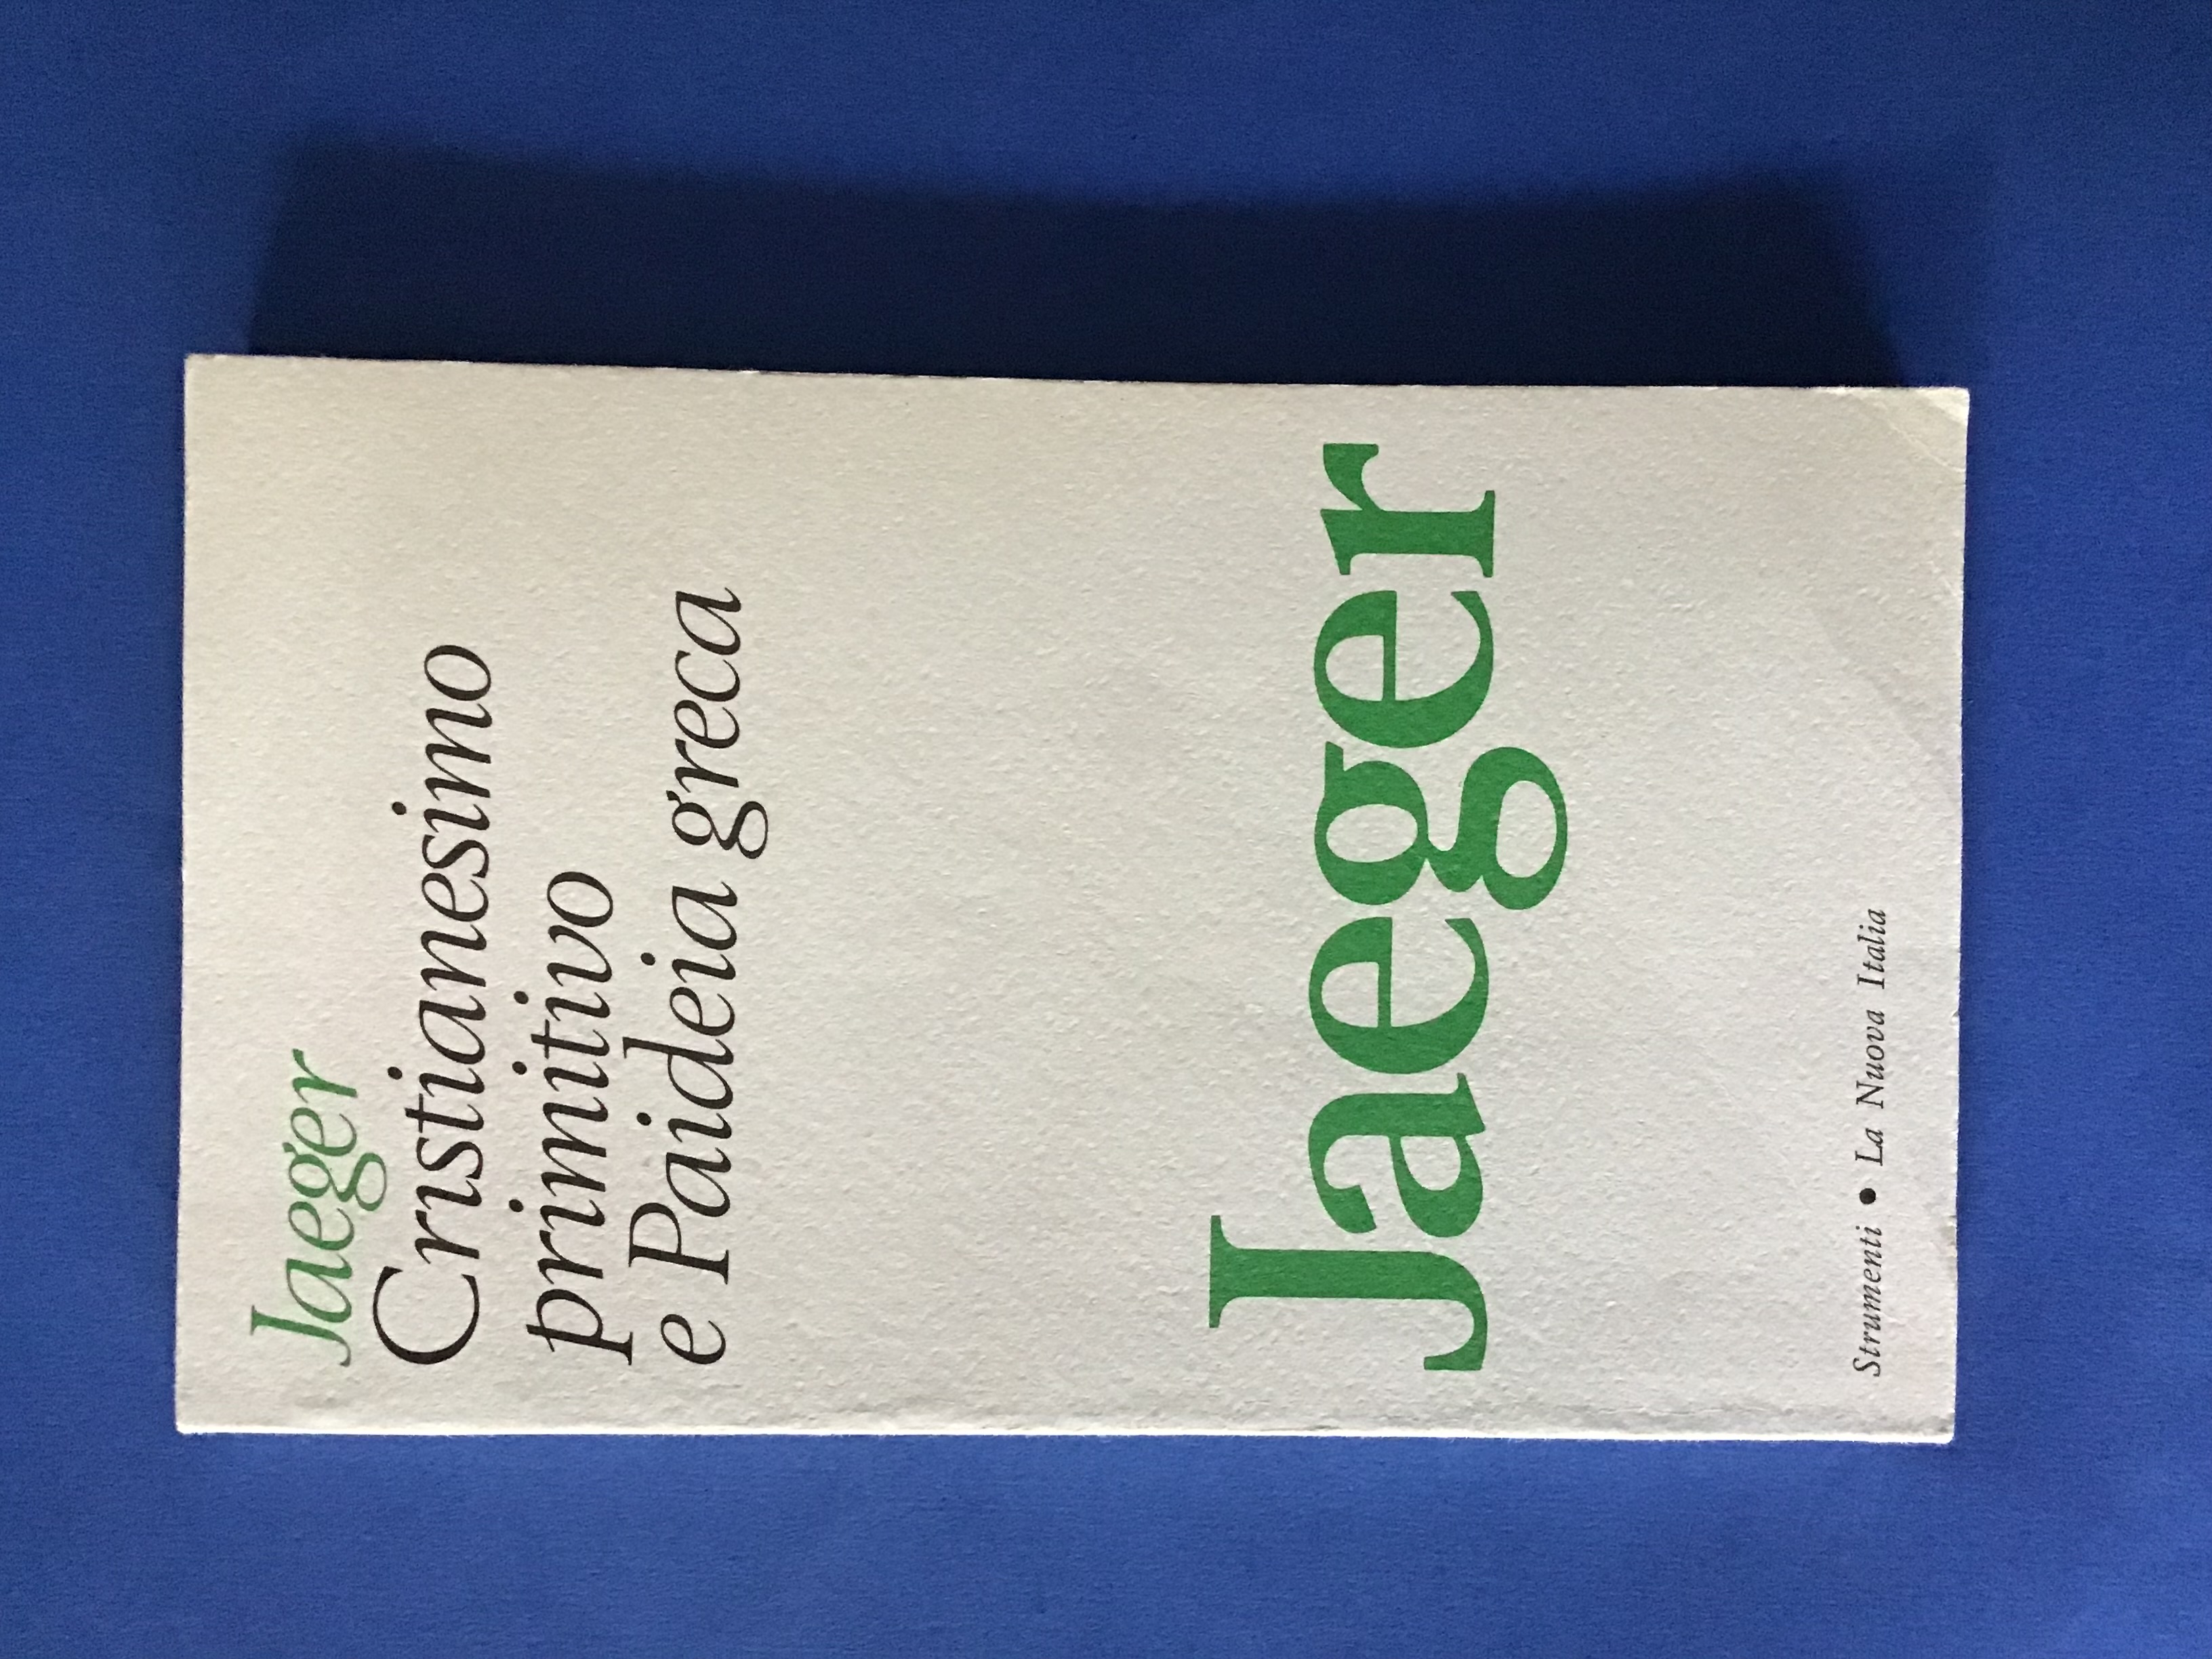 Jaeger
Cristianesimo
primitivo
e Paideia greca
Jaeger
Strumenti • La Nuova Italia